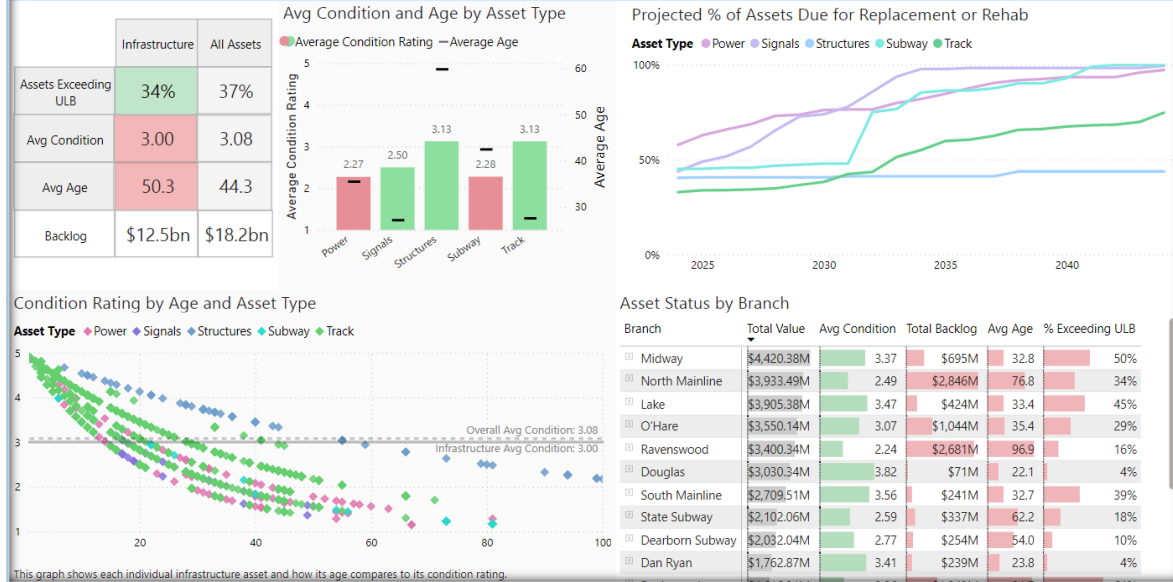 Infrastructure All Assets
Assets Exceeding ULB 34% 37%
Avg Condition 3.00 3.08
Avg Age 50.3 44.3
Backlog $12.5bn $18.2bn
Avg Condition and Age by Asset Type
Average Condition Rating Average Age
Average Condition Rating
5
4
3
2
1
2.27 2.50 3.13 2.28 3.13
Power Signals Structures Subway Track
60
50
40
30
Average Age
Projected % of Assets Due for Replacement or Rehab
Asset Type Power Signals Structures Subway Track
100%
50%
0%
2025 2030 2035 2040
Condition Rating by Age and Asset Type
Asset Type Power Signals Structures Subway Track
5
4
3
2
1
Overall Avg Condition: 3.08
Infrastructure Avg Condition: 3.00
20 40 60 80 100
This graph shows each individual infrastructure asset and how its age compares to its condition rating.
Asset Status by Branch
Branch Total Value Avg Condition Total Backlog Avg Age % Exceeding ULB
Midway $4,420.38M 3.37 $695M 32.8 50%
North Mainline $3,933.49M 2.49 $2,846M 76.8 34%
Lake $3,905.38M 3.47 $424M 33.4 45%
O'Hare $3,550.14M 3.07 $1,044M 35.4 29%
Ravenswood $3,400.34M 2.24 $2,681M 96.9 16%
Douglas $3,030.34M 3.82 $71M 22.1 4%
South Mainline $2,709.51M 3.56 $241M 32.7 39%
State Subway $2,102.06M 2.59 $337M 62.2 18%
Dearborn Subway $2,032.04M 2.77 $254M 54.0 10%
Dan Ryan $1,762.87M 3.41 $239M 23.8 4%